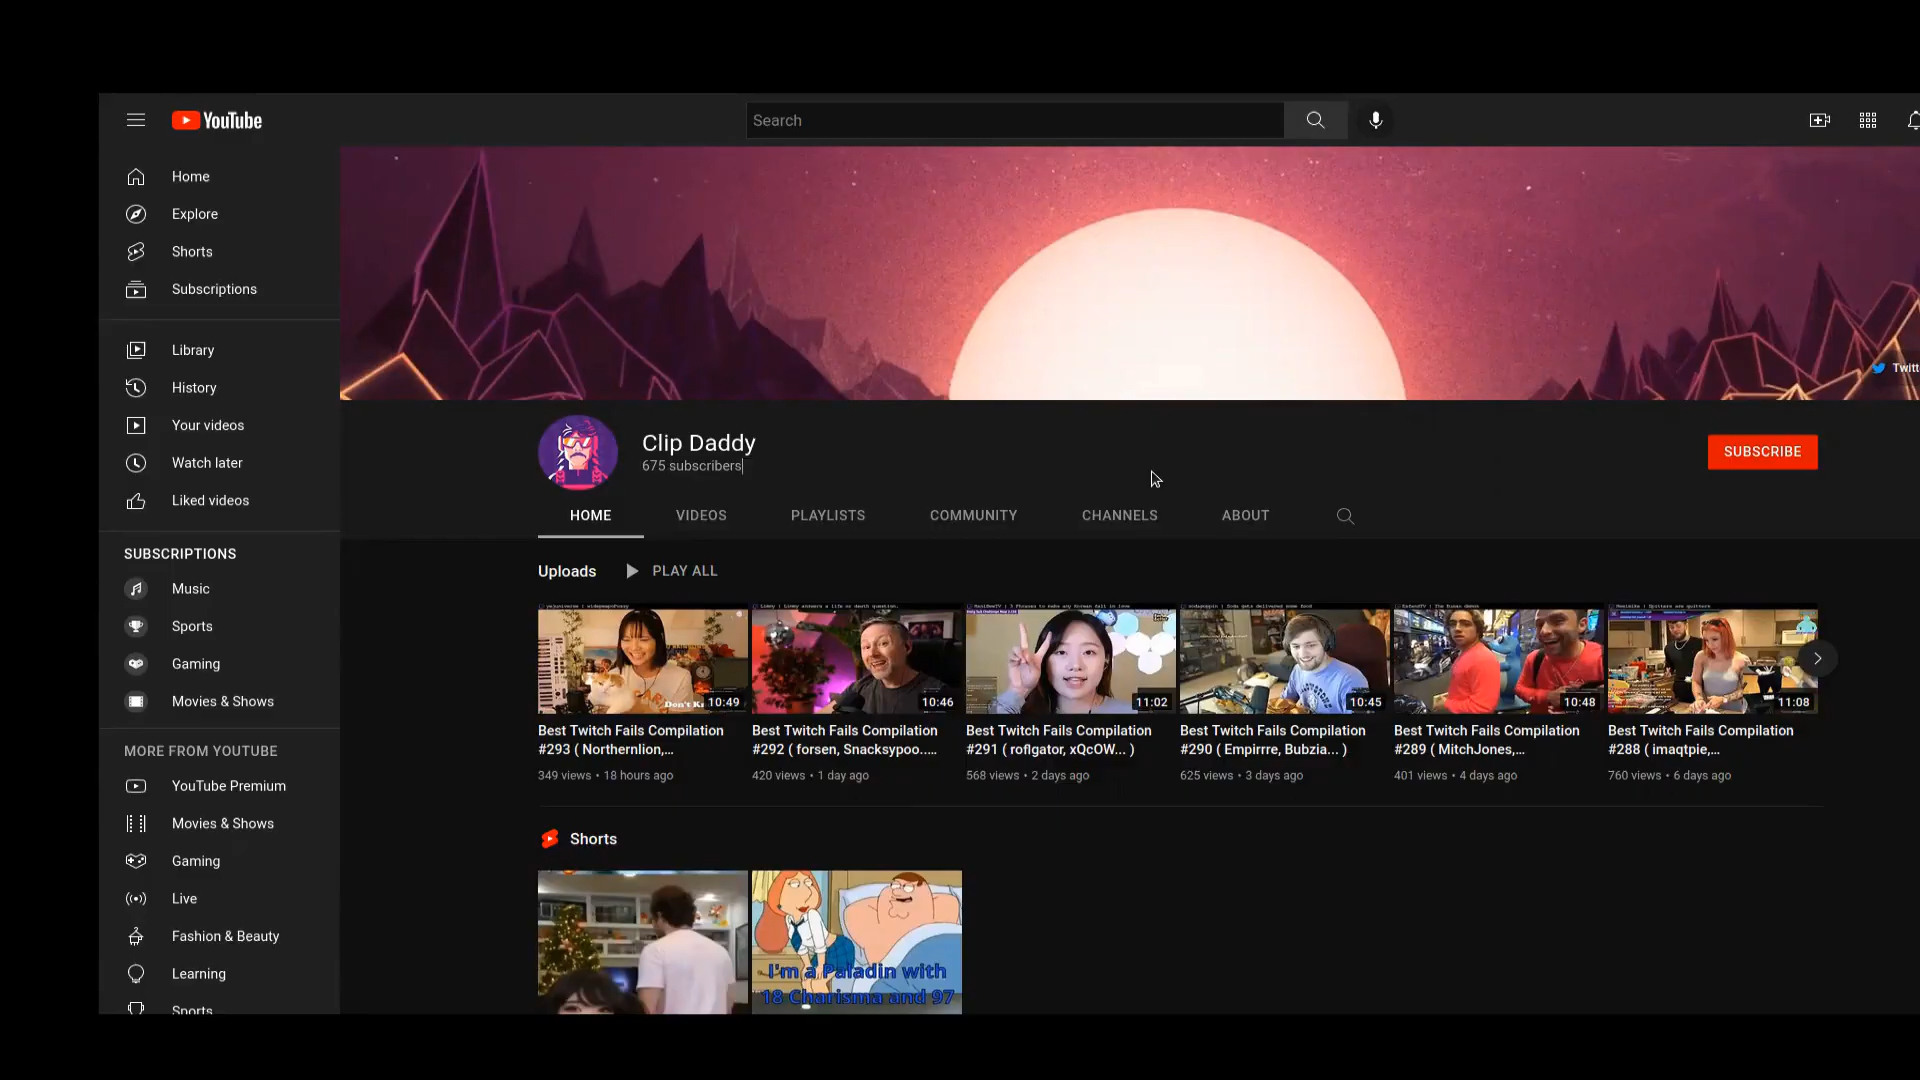 YouTube
Search
Home
Explore
Shorts
Subscriptions
Library
History
Your videos
Watch later
Liked videos
SUBSCRIPTIONS
Music
Sports
Gaming
Movies & Shows
MORE FROM YOUTUBE
YouTube Premium
Movies & Shows
Gaming
Live
Fashion & Beauty
Learning
Sports
Twitt
Clip Daddy
675 subscribers
SUBSCRIBE
HOME VIDEOS PLAYLISTS COMMUNITY CHANNELS ABOUT
Uploads PLAY ALL
10:49
Best Twitch Fails Compilation
#293 ( Northernlion,...
349 views • 18 hours ago
10:46
Best Twitch Fails Compilation
#292 ( forsen, Snacksypoo.....
420 views • 1 day ago
11:02
Best Twitch Fails Compilation
#291 ( roflgator, xQcOW... )
568 views • 2 days ago
10:45
Best Twitch Fails Compilation
#290 ( Empirrre, Bubzia... )
625 views • 3 days ago
10:48
Best Twitch Fails Compilation
#289 ( MitchJones,...
401 views • 4 days ago
11:08
Best Twitch Fails Compilation
#288 ( imaqtpie,...
760 views • 6 days ago
Shorts
I'm a Paladin with
18 Charisma and 97